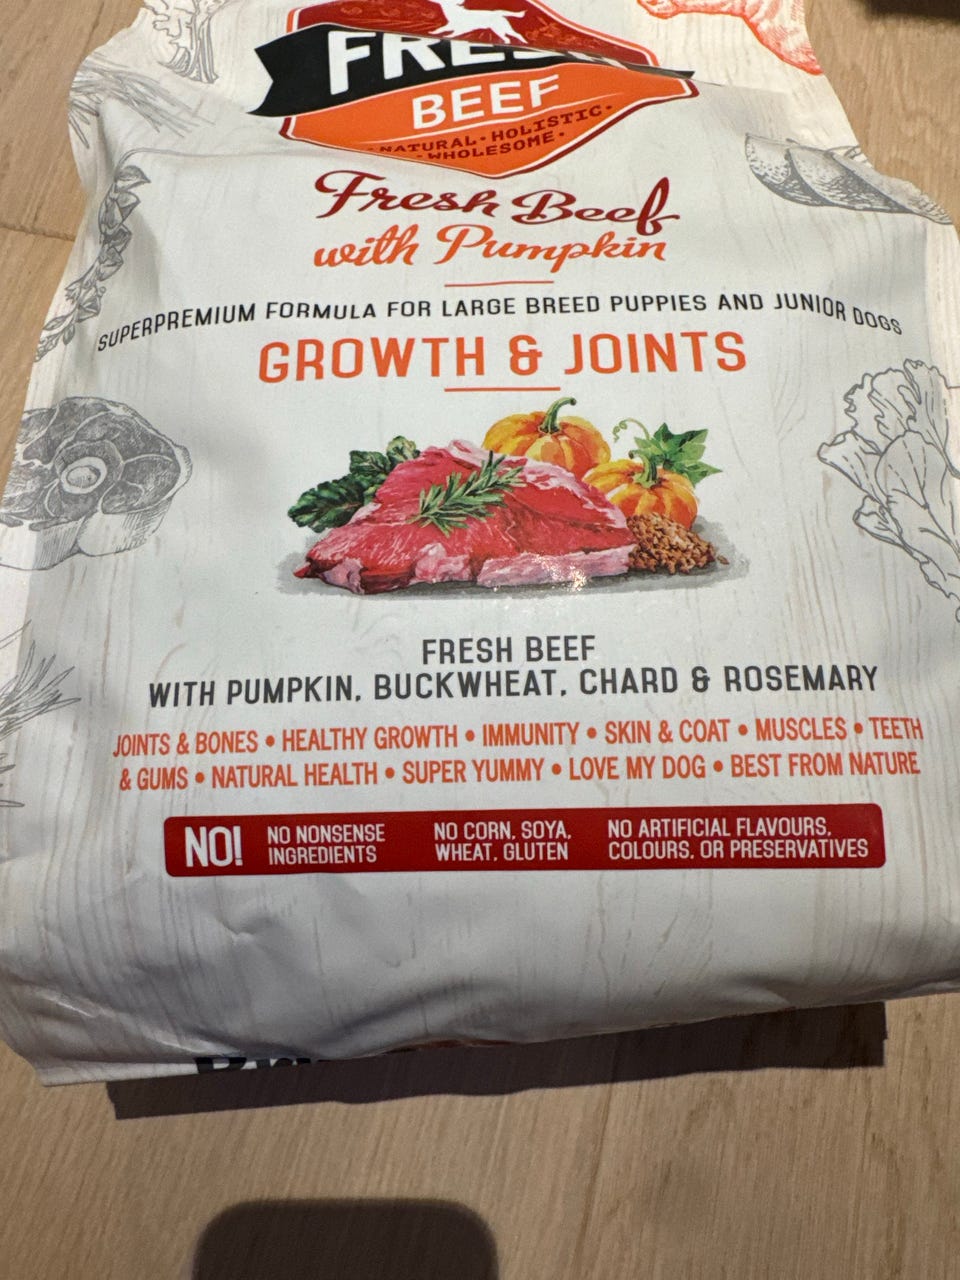 BEEF
NATURAL • HOLISTIC •
• WHOLESOME •
Fresh Beef
with Pumpkin
SUPERPREMIUM FORMULA FOR LARGE BREED PUPPIES AND JUNIOR DOGS
GROWTH & JOINTS
FRESH BEEF
WITH PUMPKIN, BUCKWHEAT, CHARD & ROSEMARY
JOINTS & BONES • HEALTHY GROWTH • IMMUNITY • SKIN & COAT • MUSCLES • TEETH
& GUMS • NATURAL HEALTH • SUPER YUMMY • LOVE MY DOG • BEST FROM NATURE
NO!
NO NONSENSE
INGREDIENTS
NO CORN, SOYA,
WHEAT, GLUTEN
NO ARTIFICIAL FLAVOURS,
COLOURS, OR PRESERVATIVES